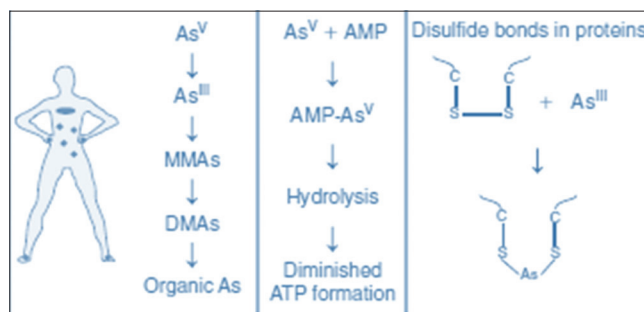 As^V
As^III
MMAs
DMAs
Organic As
As^V + AMP
AMP-As^V
Hydrolysis
Diminished
ATP formation
Disulfide bonds in proteins
C C
S S + As^III
C C
S S
As